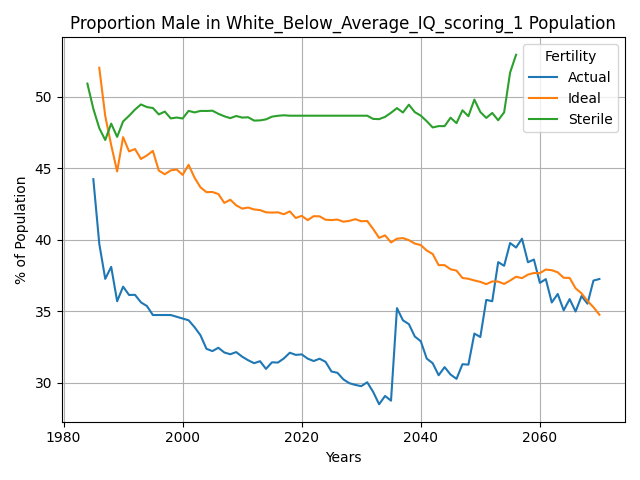 Proportion Male in White_Below_Average_IQ_scoring_1 Population
Fertility
Actual
Ideal
Sterile
% of Population
50
45
40
35
30
1980
2000
2020
2040
2060
Years